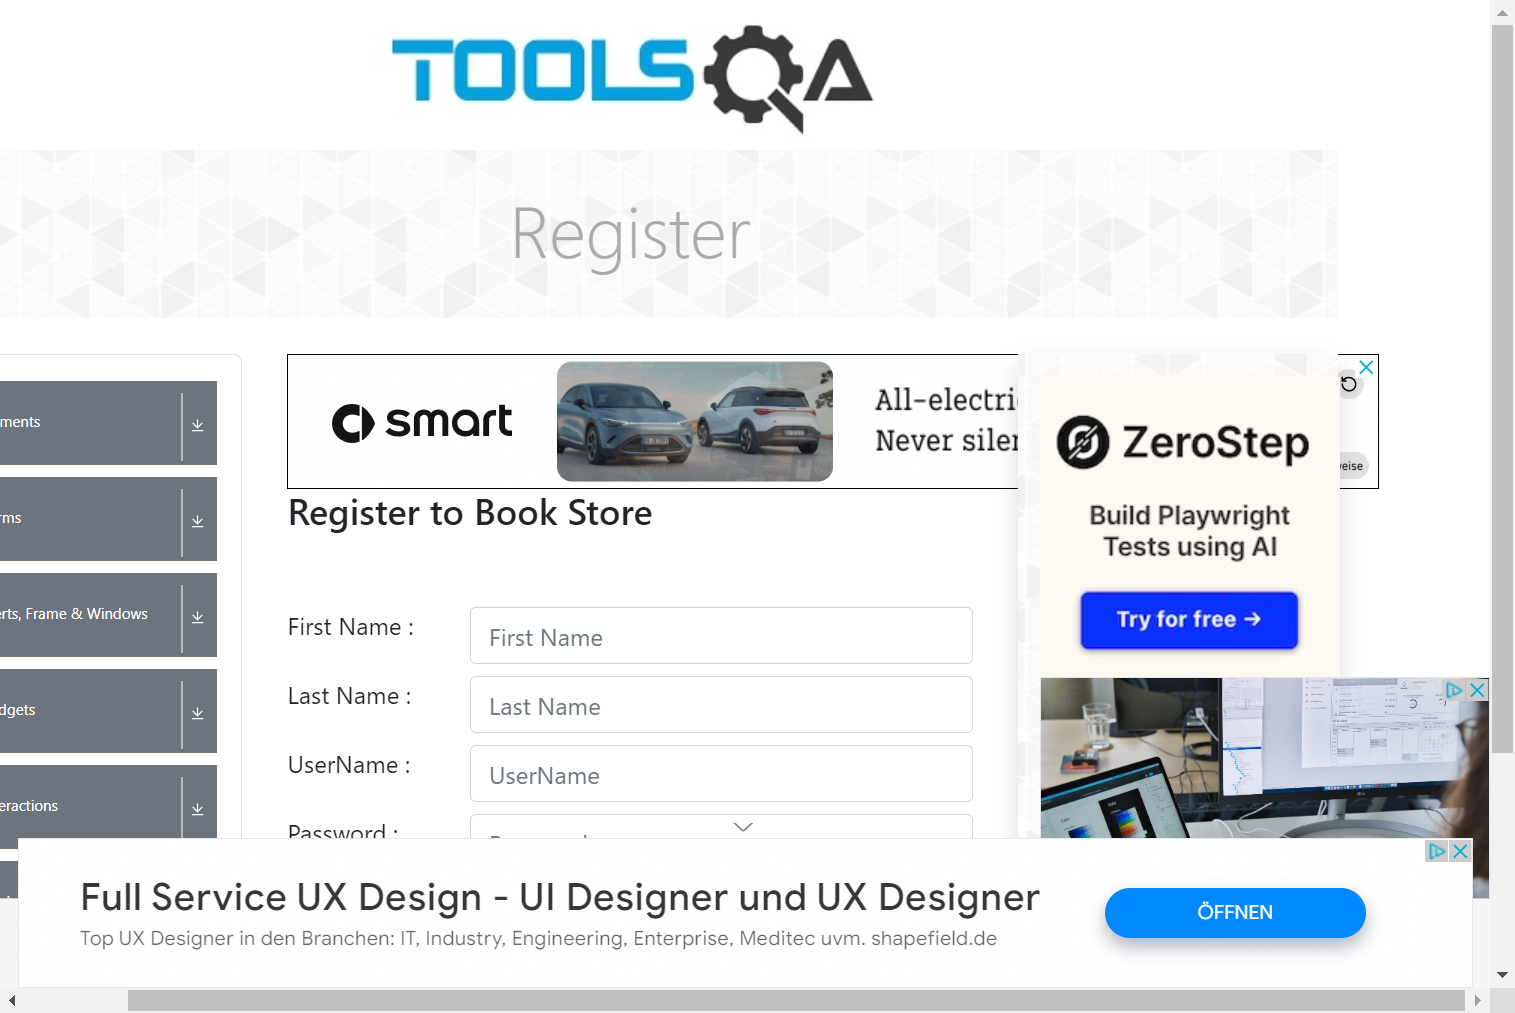 TOOLSQA
Register
smart
All-electri
Never siler
eise
ZeroStep
Build Playwright
Tests using AI
Try for free →
ments
rms
erts, Frame & Windows
dgets
eractions
Register to Book Store
First Name :
First Name
Last Name :
Last Name
UserName :
UserName
Password :
Full Service UX Design - UI Designer und UX Designer
Top UX Designer in den Branchen: IT, Industry, Engineering, Enterprise, Meditec uvm. shapefield.de
ÖFFNEN